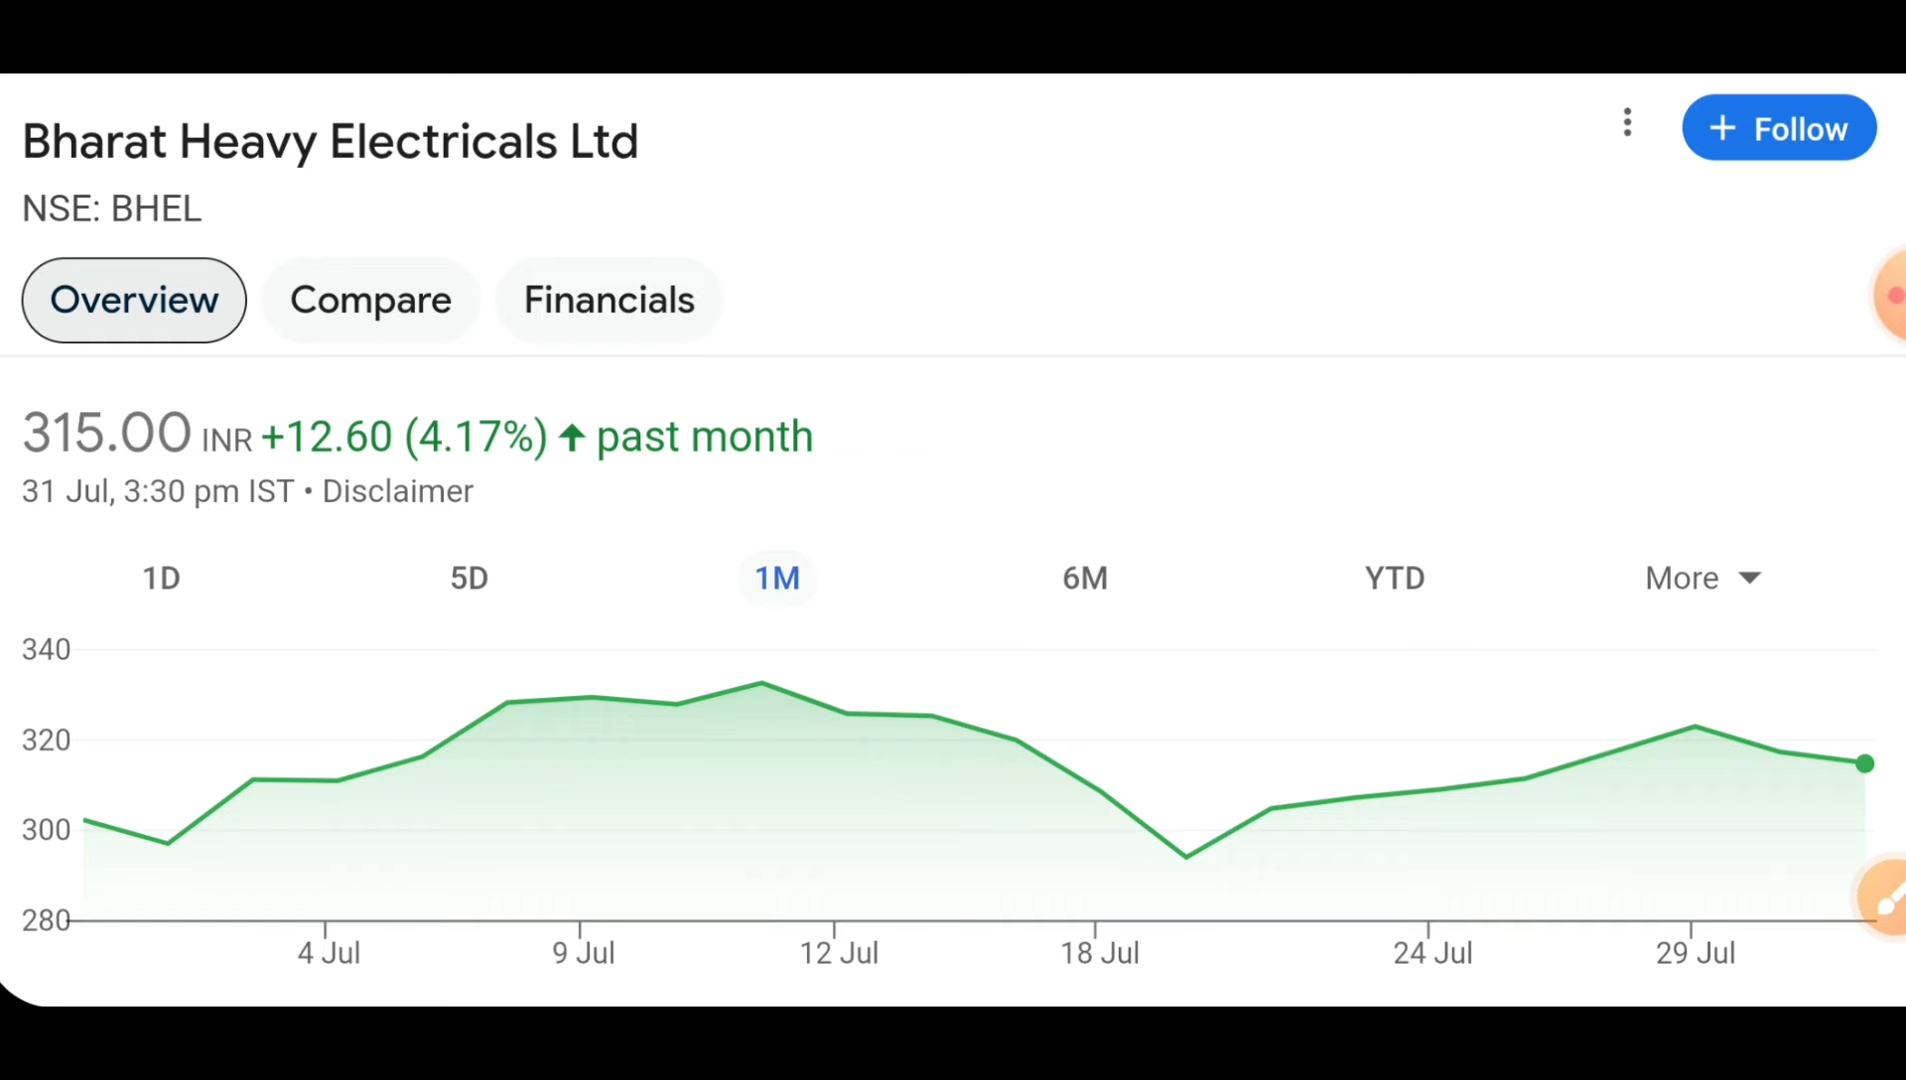 Bharat Heavy Electricals Ltd
+ Follow
NSE: BHEL
Overview Compare Financials
315.00 INR +12.60 (4.17%) ↑ past month
31 Jul, 3:30 pm IST • Disclaimer
1D 5D 1M 6M YTD More
340
320
300
280
4 Jul 9 Jul 12 Jul 18 Jul 24 Jul 29 Jul